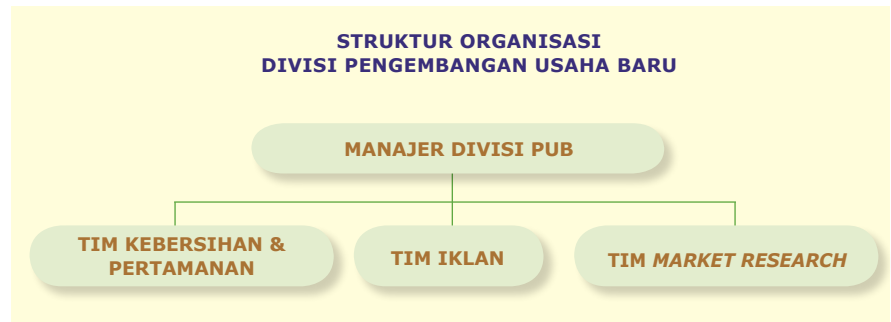 STRUKTUR ORGANISASI
DIVISI PENGEMBANGAN USAHA BARU
MANAJER DIVISI PUB
TIM KEBERSIHAN &
PERTAMANAN
TIM IKLAN
TIM MARKET RESEARCH